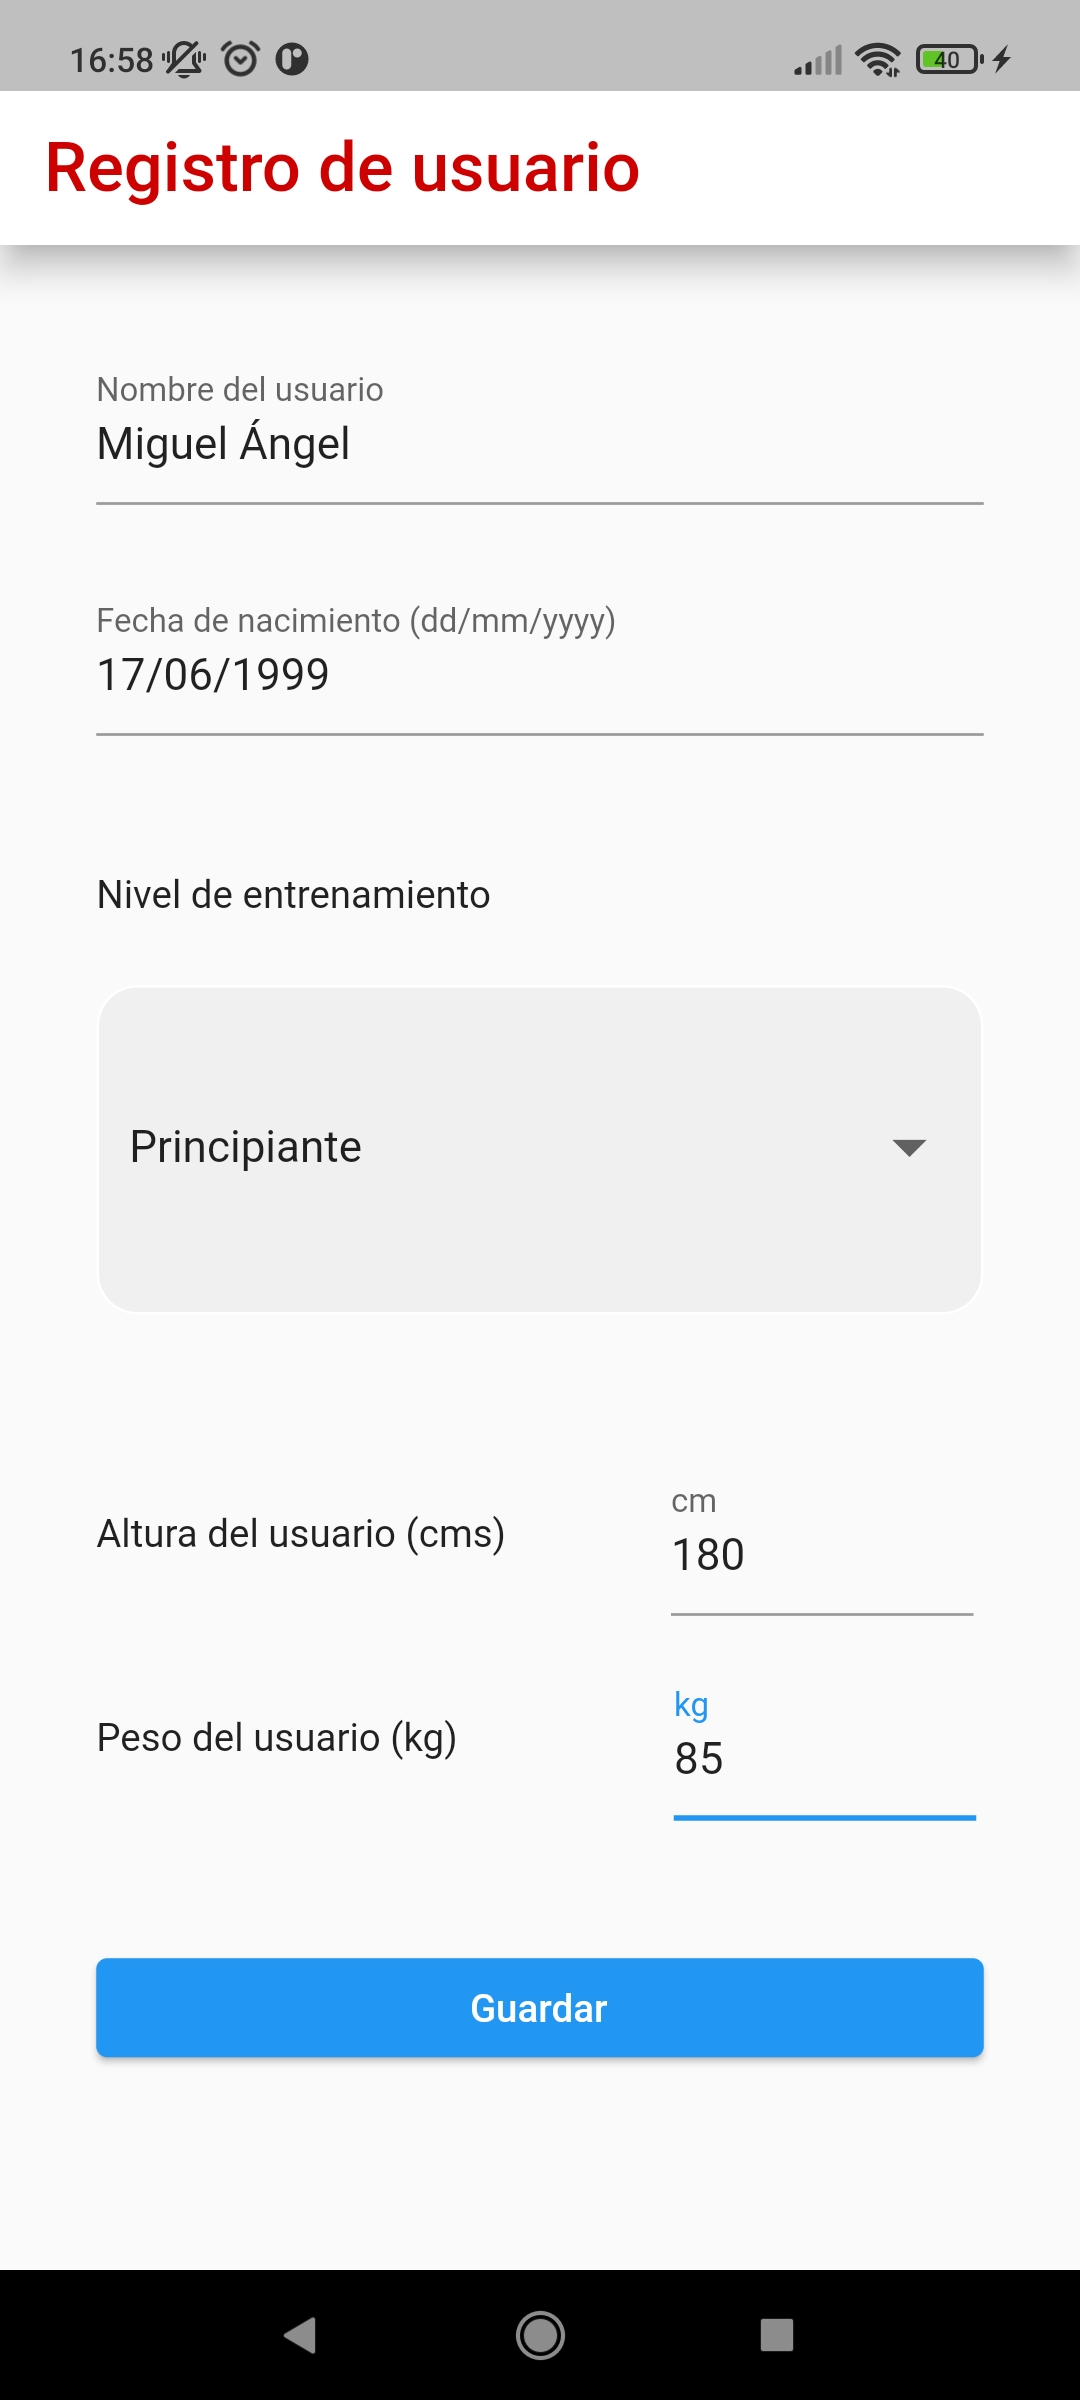 16:58
40
Registro de usuario
Nombre del usuario
Miguel Ángel
Fecha de nacimiento (dd/mm/yyyy)
17/06/1999
Nivel de entrenamiento
Principiante
cm
Altura del usuario (cms)
180
kg
Peso del usuario (kg)
85
Guardar